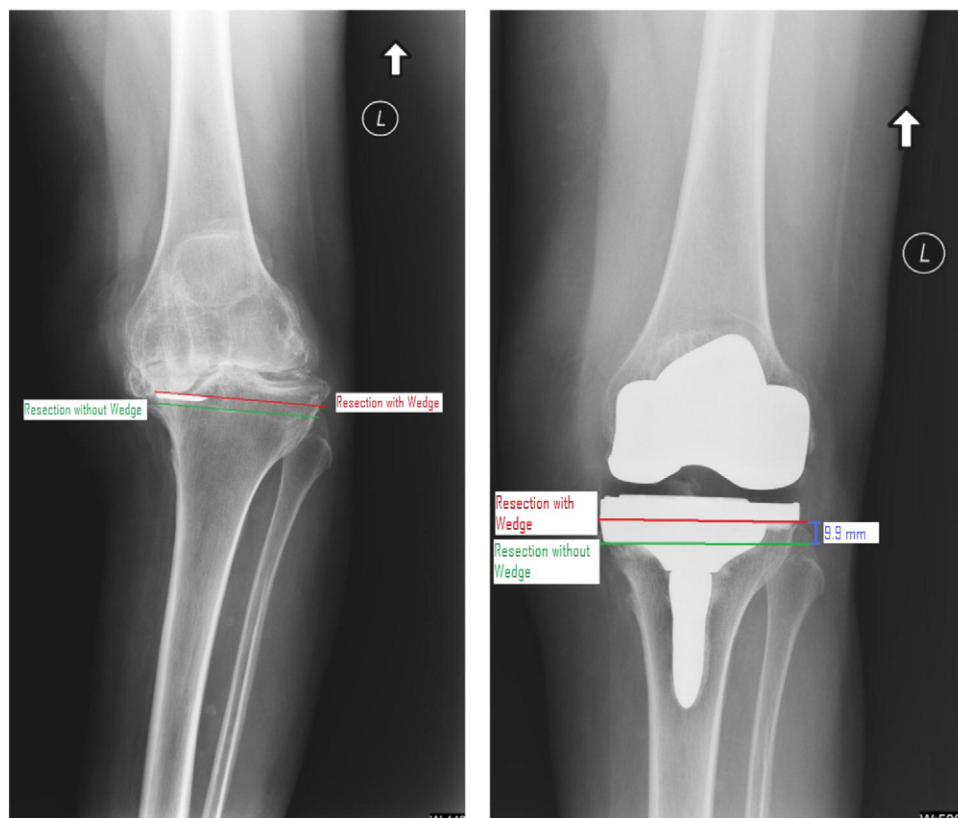 L
Resection without Wedge
Resection with Wedge
L
Resection with
Wedge
9.9 mm
Resection without
Wedge